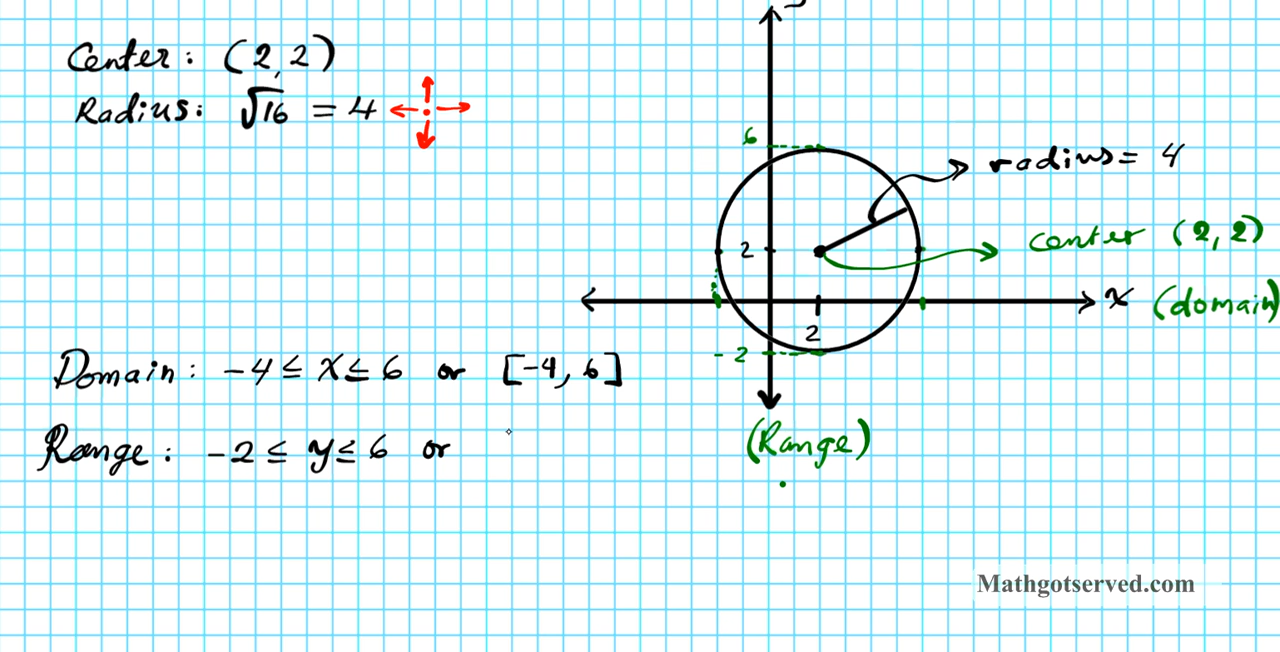 Center: (2, 2)
Radius: √16 = 4
6
radius = 4
2
center (2, 2)
x (domain)
2
-2
Domain: -4 ≤ x ≤ 6 or [-4, 6]
Range: -2 ≤ y ≤ 6 or
(Range)
Mathgotserved.com